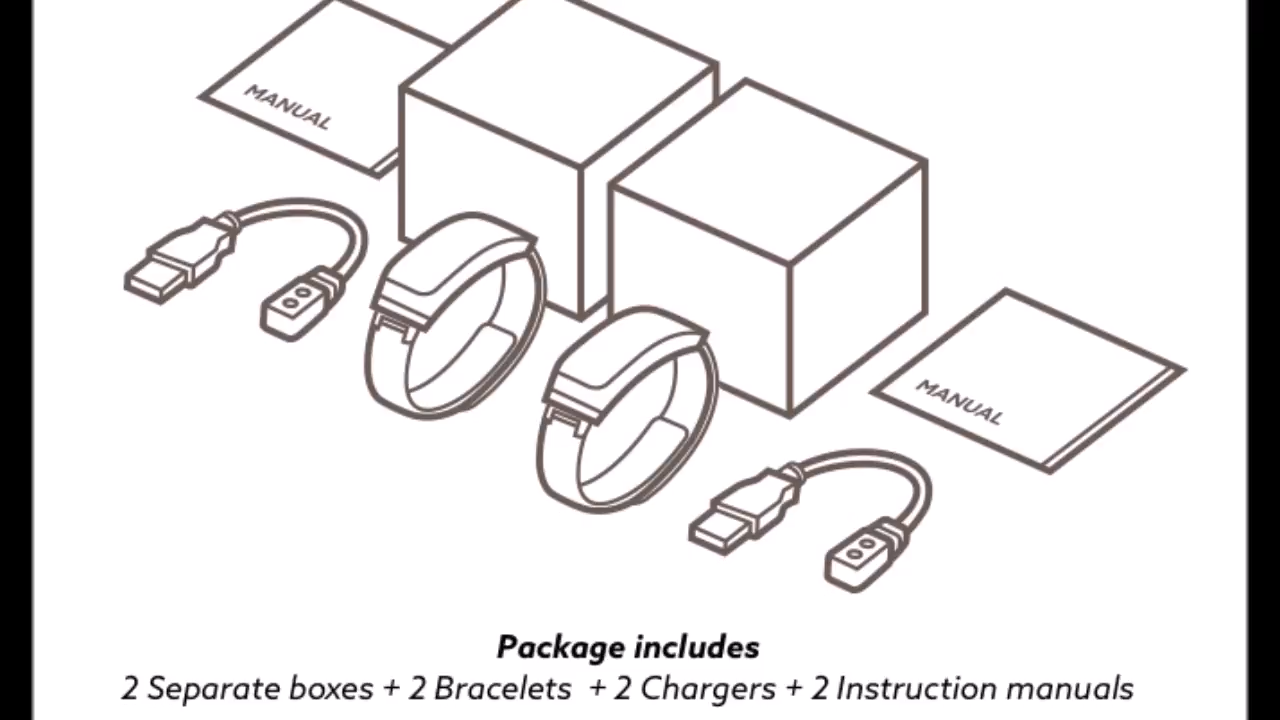 MANUAL
MANUAL
Package includes
2 Separate boxes + 2 Bracelets + 2 Chargers + 2 Instruction manuals